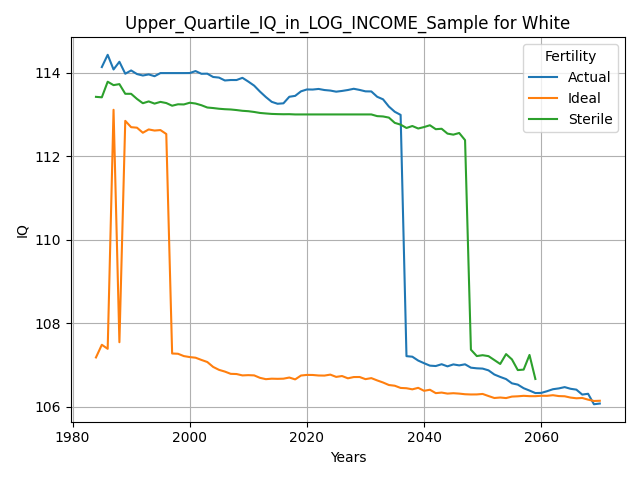 Upper_Quartile_IQ_in_LOG_INCOME_Sample for White
Fertility
Actual
Ideal
Sterile
IQ
114
112
110
108
106
1980
2000
2020
2040
2060
Years